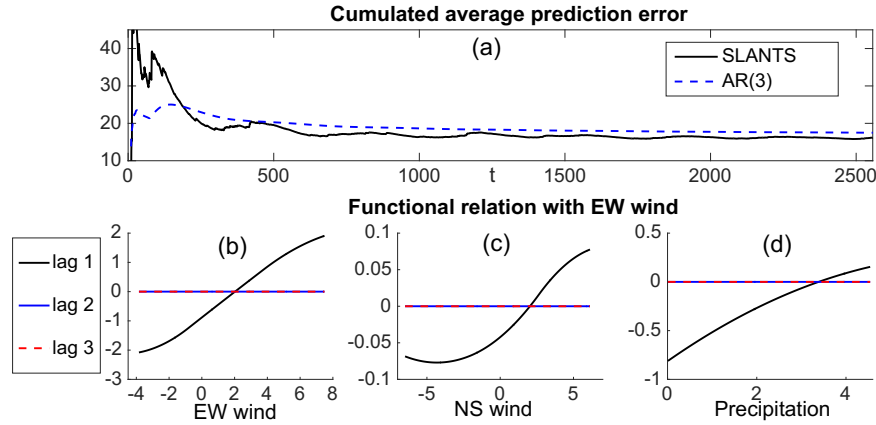 Cumulated average prediction error
(a)
SLANTS
AR(3)
40
30
20
10
0
500
1000
t
1500
2000
2500
Functional relation with EW wind
lag 1
lag 2
lag 3
(b)
2
1
0
-1
-2
-3
-4
-2
0
2
4
6
8
EW wind
(c)
0.1
0.05
0
-0.05
-0.1
-5
0
5
NS wind
(d)
0.5
0
-0.5
-1
0
2
4
Precipitation